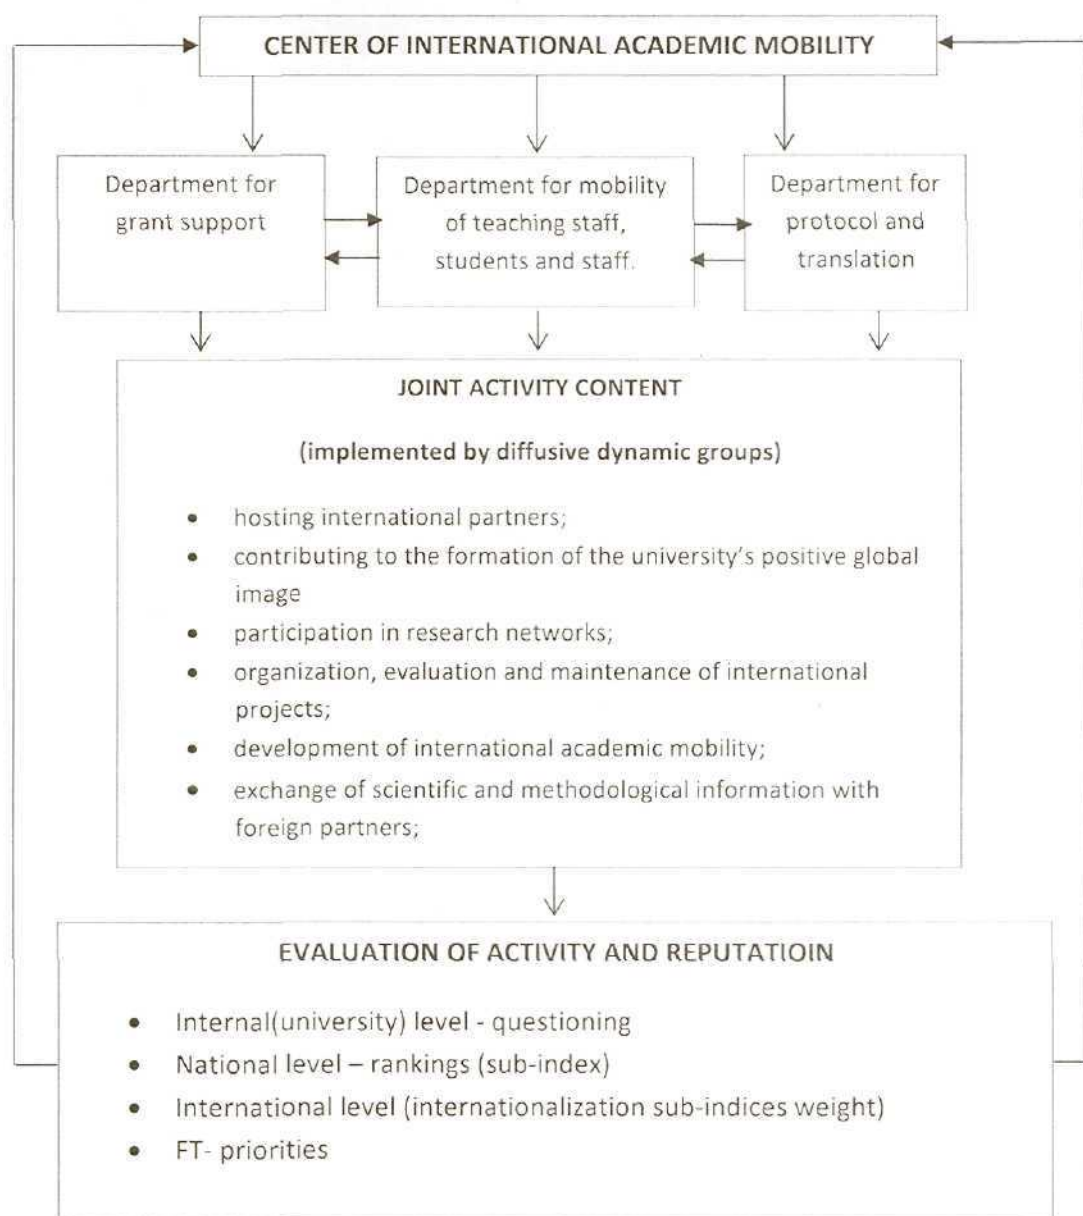 CENTER OF INTERNATIONAL ACADEMIC MOBILITY
Department for
grant support
Department for mobility
of teaching staff,
students and staff.
Department for
protocol and
translation
JOINT ACTIVITY CONTENT
(implemented by diffusive dynamic groups)
• hosting international partners;
• contributing to the formation of the university's positive global
image
• participation in research networks;
• organization, evaluation and maintenance of international
projects;
• development of international academic mobility;
• exchange of scientific and methodological information with
foreign partners;
EVALUATION OF ACTIVITY AND REPUTATIOIN
• Internal(university) level - questioning
• National level – rankings (sub-index)
• International level (internationalization sub-indices weight)
• FT- priorities